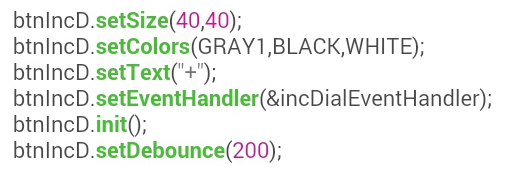 btnIncD.setSize(40,40);
btnIncD.setColors(GRAY1,BLACK,WHITE);
btnIncD.setText("+");
btnIncD.setEventHandler(&incDialEventHandler);
btnIncD.init();
btnIncD.setDebounce(200);